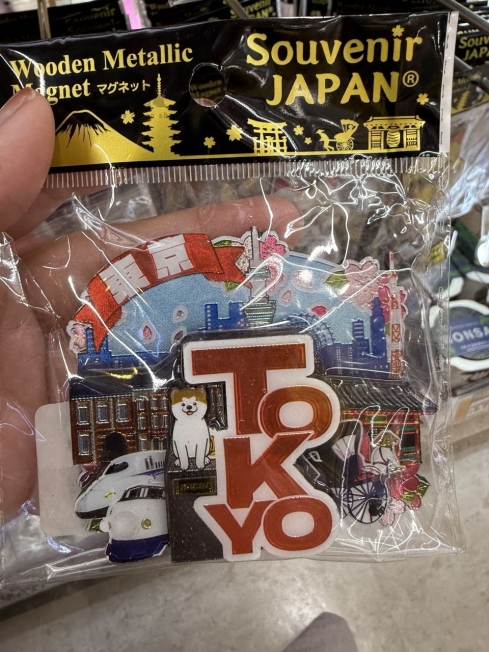 Wooden Metallic
Magnet マグネット
Souvenir
JAPAN®
東京
TOKYO